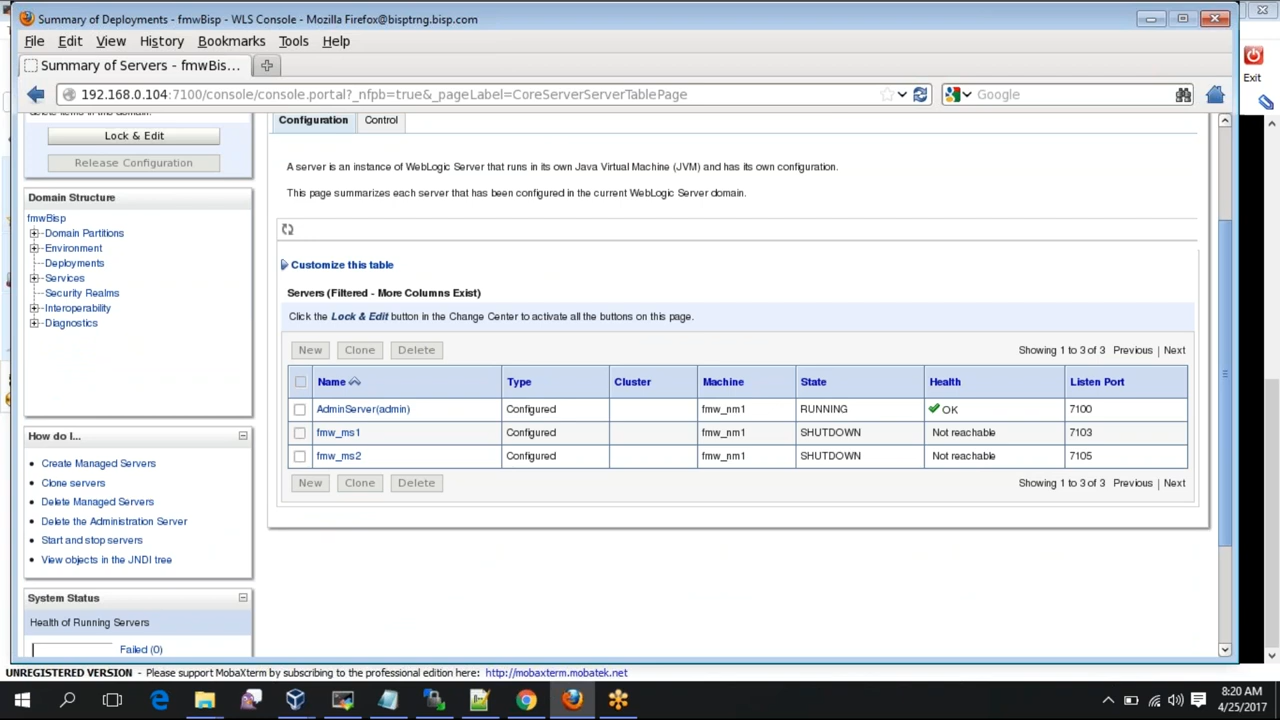 Summary of Deployments - fmwBisp - WLS Console - Mozilla Firefox@bisptrng.bisp.com
File Edit View History Bookmarks Tools Help
Summary of Servers - fmwBis...
192.168.0.104:7100/console/console.portal?_nfpb=true&_pageLabel=CoreServerServerTablePage
Google
Exit
Lock & Edit
Release Configuration
Domain Structure
fmwBisp
Domain Partitions
Environment
Deployments
Services
Security Realms
Interoperability
Diagnostics
How do I...
Create Managed Servers
Clone servers
Delete Managed Servers
Delete the Administration Server
Start and stop servers
View objects in the JNDI tree
System Status
Health of Running Servers
Failed (0)
Configuration Control
A server is an instance of WebLogic Server that runs in its own Java Virtual Machine (JVM) and has its own configuration.
This page summarizes each server that has been configured in the current WebLogic Server domain.
Customize this table
Servers (Filtered - More Columns Exist)
Click the Lock & Edit button in the Change Center to activate all the buttons on this page.
New Clone Delete Showing 1 to 3 of 3 Previous | Next
Name Type Cluster Machine State Health Listen Port
AdminServer(admin) Configured fmw_nm1 RUNNING OK 7100
fmw_ms1 Configured fmw_nm1 SHUTDOWN Not reachable 7103
fmw_ms2 Configured fmw_nm1 SHUTDOWN Not reachable 7105
New Clone Delete Showing 1 to 3 of 3 Previous | Next
UNREGISTERED VERSION - Please support MobaXterm by subscribing to the professional edition here: http://mobaxterm.mobatek.net
8:20 AM
4/25/2017